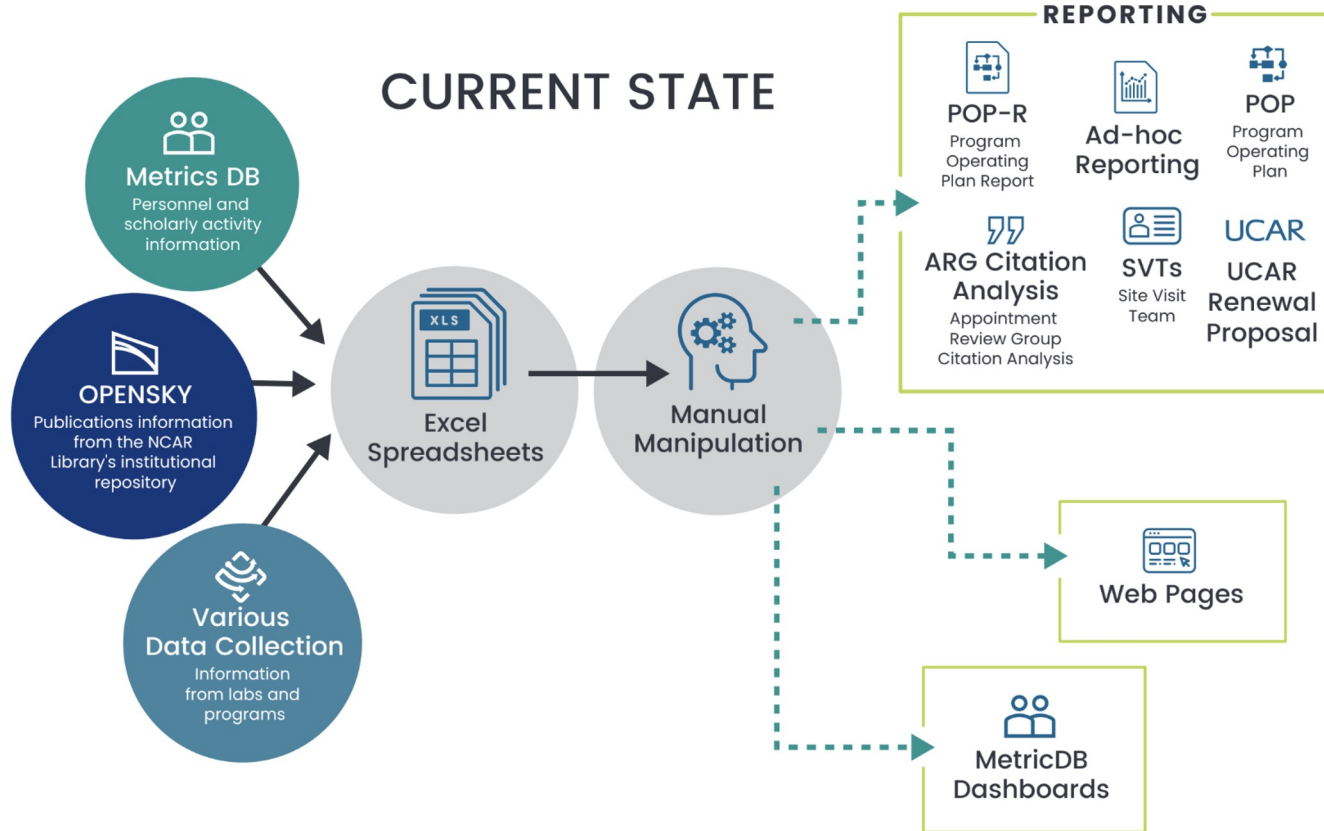 CURRENT STATE
Metrics DB
Personnel and
scholarly activity
information
OPENSKY
Publications information
from the NCAR
Library's institutional
repository
Various
Data Collection
Information
from labs and
programs
XLS
Excel
Spreadsheets
Manual
Manipulation
REPORTING
POP-R
Program
Operating
Plan Report
Ad-hoc
Reporting
POP
Program
Operating
Plan
ARG Citation
Analysis
Appointment
Review Group
Citation Analysis
SVTs
Site Visit
Team
UCAR
UCAR
Renewal
Proposal
Web Pages
MetricDB
Dashboards